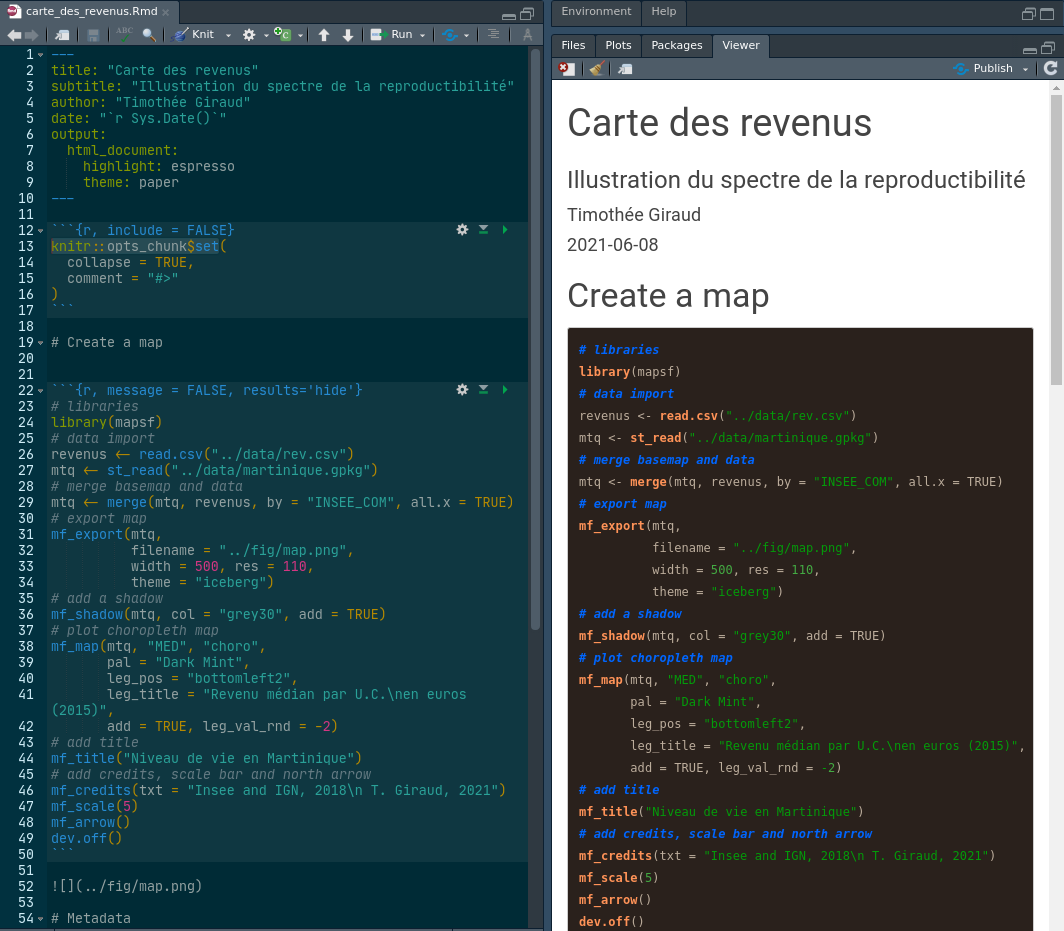 carte_des_revenus.Rmd
Knit
Run
1 ---
2 title: "Carte des revenus"
3 subtitle: "Illustration du spectre de la reproductibilité"
4 author: "Timothée Giraud"
5 date: "`r Sys.Date()`"
6 output:
7   html_document:
8     highlight: espresso
9     theme: paper
10 ---
11
12 ```{r, include = FALSE}
13 knitr::opts_chunk$set(
14   collapse = TRUE,
15   comment = "#>"
16 )
17 ```
18
19 # Create a map
20
21
22 ```{r, message = FALSE, results='hide'}
23 # libraries
24 library(mapsf)
25 # data import
26 revenus <- read.csv("../data/rev.csv")
27 mtq <- st_read("../data/martinique.gpkg")
28 # merge basemap and data
29 mtq <- merge(mtq, revenus, by = "INSEE_COM", all.x = TRUE)
30 # export map
31 mf_export(mtq,
32           filename = "../fig/map.png",
33           width = 500, res = 110,
34           theme = "iceberg")
35 # add a shadow
36 mf_shadow(mtq, col = "grey30", add = TRUE)
37 # plot choropleth map
38 mf_map(mtq, "MED", "choro",
39        pal = "Dark Mint",
40        leg_pos = "bottomleft2",
41        leg_title = "Revenu médian par U.C.\nen euros
(2015)",
42        add = TRUE, leg_val_rnd = -2)
43 # add title
44 mf_title("Niveau de vie en Martinique")
45 # add credits, scale bar and north arrow
46 mf_credits(txt = "Insee and IGN, 2018\n T. Giraud, 2021")
47 mf_scale(5)
48 mf_arrow()
49 dev.off()
50 ```
51
52 ![](../fig/map.png)
53
54 # Metadata
Environment Help
Files Plots Packages Viewer
Publish
Carte des revenus
Illustration du spectre de la reproductibilité
Timothée Giraud
2021-06-08
Create a map
# libraries
library(mapsf)
# data import
revenus <- read.csv("../data/rev.csv")
mtq <- st_read("../data/martinique.gpkg")
# merge basemap and data
mtq <- merge(mtq, revenus, by = "INSEE_COM", all.x = TRUE)
# export map
mf_export(mtq,
          filename = "../fig/map.png",
          width = 500, res = 110,
          theme = "iceberg")
# add a shadow
mf_shadow(mtq, col = "grey30", add = TRUE)
# plot choropleth map
mf_map(mtq, "MED", "choro",
       pal = "Dark Mint",
       leg_pos = "bottomleft2",
       leg_title = "Revenu médian par U.C.\nen euros (2015)",
       add = TRUE, leg_val_rnd = -2)
# add title
mf_title("Niveau de vie en Martinique")
# add credits, scale bar and north arrow
mf_credits(txt = "Insee and IGN, 2018\n T. Giraud, 2021")
mf_scale(5)
mf_arrow()
dev.off()